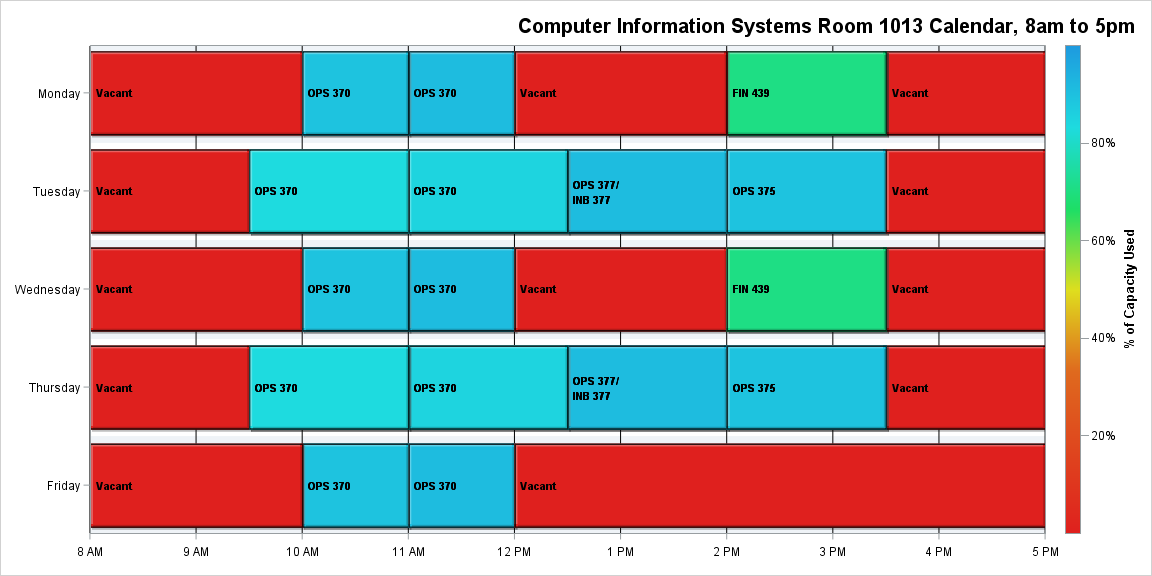 Computer Information Systems Room 1013 Calendar, 8am to 5pm
Monday
Vacant
OPS 370
OPS 370
Vacant
FIN 439
Vacant
Tuesday
Vacant
OPS 370
OPS 370
OPS 377/
INB 377
OPS 375
Vacant
Wednesday
Vacant
OPS 370
OPS 370
Vacant
FIN 439
Vacant
Thursday
Vacant
OPS 370
OPS 370
OPS 377/
INB 377
OPS 375
Vacant
Friday
Vacant
OPS 370
OPS 370
Vacant
8 AM
9 AM
10 AM
11 AM
12 PM
1 PM
2 PM
3 PM
4 PM
5 PM
80%
60%
40%
20%
% of Capacity Used